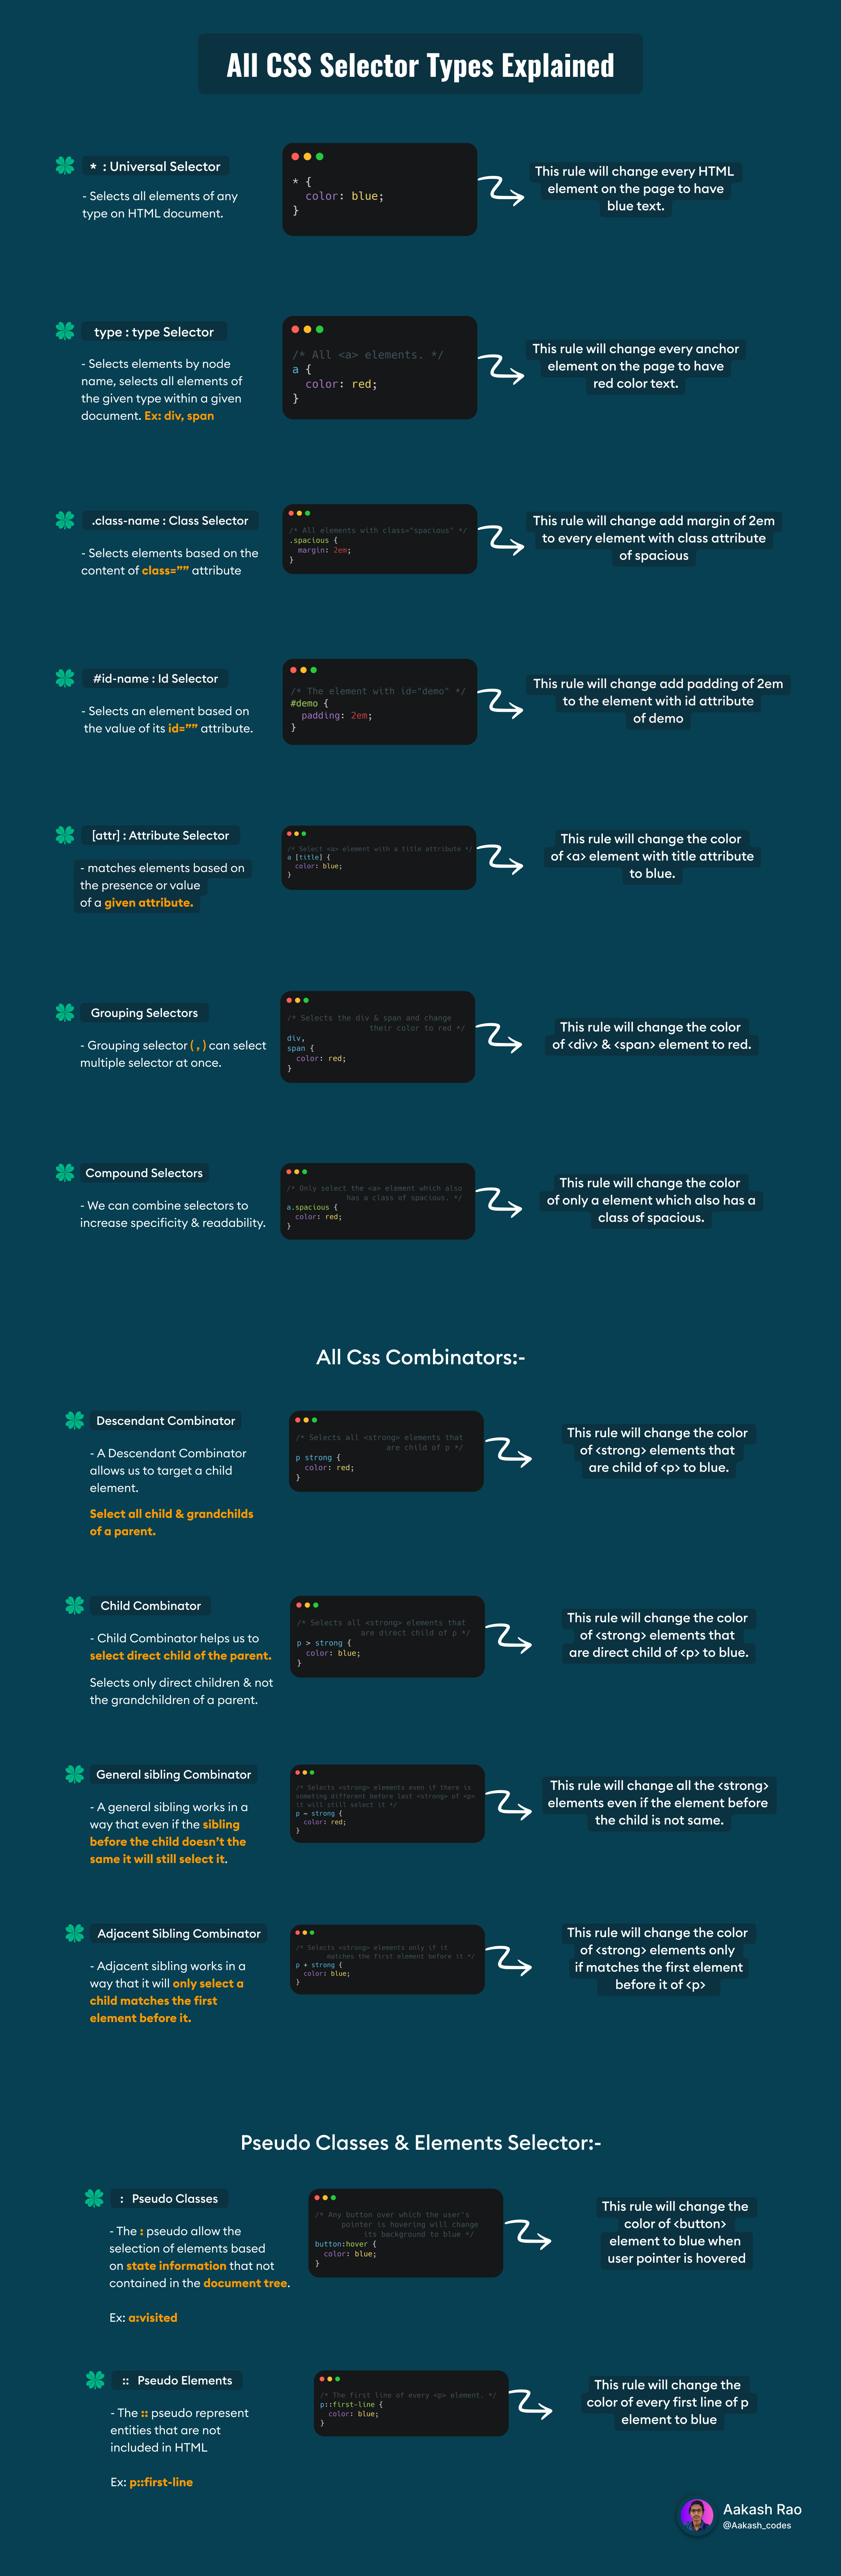 All CSS Selector Types Explained
* : Universal Selector
- Selects all elements of any
type on HTML document.
* {
color: blue;
}
This rule will change every HTML
element on the page to have
blue text.
type : type Selector
- Selects elements by node
name, selects all elements of
the given type within a given
document. Ex: div, span
/* All <a> elements. */
a {
color: red;
}
This rule will change every anchor
element on the page to have
red color text.
.class-name : Class Selector
- Selects elements based on the
content of class=”” attribute
/* All elements with class="spacious" */
.spacious {
margin: 2em;
}
This rule will change add margin of 2em
to every element with class attribute
of spacious
#id-name : Id Selector
- Selects an element based on
the value of its id=”” attribute.
/* The element with id="demo" */
#demo {
padding: 2em;
}
This rule will change add padding of 2em
to the element with id attribute
of demo
[attr] : Attribute Selector
- matches elements based on
the presence or value
of a given attribute.
/* Select <a> element with a title attribute */
a [title] {
color: blue;
}
This rule will change the color
of <a> element with title attribute
to blue.
Grouping Selectors
- Grouping selector ( , ) can select
multiple selector at once.
/* Selects the div & span and change
their color to red */
div,
span {
color: red;
}
This rule will change the color
of <div> & <span> element to red.
Compound Selectors
- We can combine selectors to
increase specificity & readability.
/* Only select the <a> element which also
has a class of spacious. */
a.spacious {
color: red;
}
This rule will change the color
of only a element which also has a
class of spacious.
All Css Combinators:-
Descendant Combinator
- A Descendant Combinator
allows us to target a child
element.
Select all child & grandchilds
of a parent.
/* Selects all <strong> elements that
are child of p */
p strong {
color: red;
}
This rule will change the color
of <strong> elements that
are child of <p> to blue.
Child Combinator
- Child Combinator helps us to
select direct child of the parent.
Selects only direct children & not
the grandchildren of a parent.
/* Selects all <strong> elements that
are direct child of p */
p > strong {
color: blue;
}
This rule will change the color
of <strong> elements that
are direct child of <p> to blue.
General sibling Combinator
- A general sibling works in a
way that even if the sibling
before the child doesn’t the
same it will still select it.
/* Selects <strong> elements even if there is
someting different before last <strong> of <p>
it will still select it */
p ~ strong {
color: red;
}
This rule will change all the <strong>
elements even if the element before
the child is not same.
Adjacent Sibling Combinator
- Adjacent sibling works in a
way that it will only select a
child matches the first
element before it.
/* Selects <strong> elements only if it
matches the first element before it */
p + strong {
color: blue;
}
This rule will change the color
of <strong> elements only
if matches the first element
before it of <p>
Pseudo Classes & Elements Selector:-
: Pseudo Classes
- The : pseudo allow the
selection of elements based
on state information that not
contained in the document tree.
Ex: a:visited
/* Any button over which the user's
pointer is hovering will change
its background to blue */
button:hover {
color: blue;
}
This rule will change the
color of <button>
element to blue when
user pointer is hovered
:: Pseudo Elements
- The :: pseudo represent
entities that are not
included in HTML
Ex: p::first-line
/* The first line of every <p> element. */
p::first-line {
color: blue;
}
This rule will change the
color of every first line of p
element to blue
Aakash Rao
@Aakash_codes